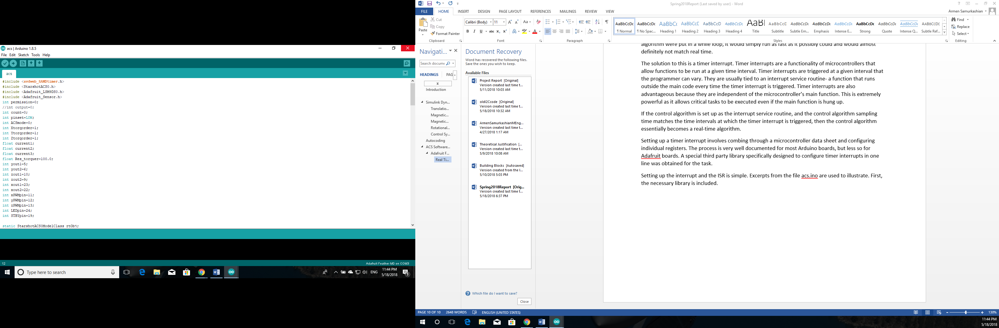 acs | Arduino 1.8.5
File Edit Sketch Tools Help
acs
#include <avdweb_SAMDtimer.h>
#include <StarshotACS0.h>
#include <Adafruit_LSM9DS0.h>
#include <Adafruit_Sensor.h>
int permission=0;
//int output=0;
int count=0;
int pinset=LOW;
int ACSmode=0;
int Xtorqorder=1;
int Ytorqorder=1;
int Ztorqorder=1;
float current1;
float current2;
float current3;
float Res_torquer=100.0;
int yout1=5;
int yout2=6;
int zout1=10;
int zout2=9;
int xout1=23;
int xout2=22;
int xPWMpin=11;
int yPWMpin=12;
int zPWMpin=13;
int LEDpin=24;
int STBYpin=19;
static StarshotACS0ModelClass rtObj;
12
Adafruit Feather M0 on COM3
Type here to search
ENG
11:44 PM
5/18/2018
3
Spring2018Report (Last saved by user) - Word
FILE HOME INSERT DESIGN PAGE LAYOUT REFERENCES MAILINGS REVIEW VIEW
Armen Samurkashian
Paste
Cut
Copy
Format Painter
Clipboard
Calibri (Body) 11
Font
Paragraph
AaBbCcDc AaBbCcDc AaBbC( AaBbCcE AaBbCcD AaBbCcDc AaBl AaBbCcD AaBbCcDc AaBbCcDc AaBbCcDc AaBbCcDc AaBbCcDc AaBbCcDc AABBCCDE
¶ Normal ¶ No Spac... Heading 1 Heading 2 Heading 3 Heading 4 Title Subtitle Subtle Em... Emphasis Intense E... Strong Quote Intense Q... Subtle Ref...
Styles
Find
Replace
Select
Editing
Navigati...
Search docume
HEADINGS PAG
Introduction
Simulink Dyn...
Translatio...
Magnetic...
Magnetic...
Rotational...
Control Sy...
Autocoding
ACS Software...
Adafruit F...
Real Ti...
Document Recovery
Word has recovered the following files.
Save the ones you wish to keep.
Available Files
Project Report [Original]
Version created last time t...
5/11/2018 10:03 AM
oldI2Ccode [Original]
Version created last time t...
5/18/2018 10:32 AM
ArmenSamurkashianMEng...
Version created last time t...
4/27/2018 1:17 AM
Theoretical Justification [...
Version created last time t...
5/9/2018 10:08 AM
Building Blocks [Autosaved]
Version created from the l...
5/10/2018 5:03 PM
Spring2018Report [Orig...
Version created last time t...
5/18/2018 6:37 PM
Which file do I want to save?
Close
algorithm were put in a while loop, it would simply run as fast as it possibly could and would almost
definitely not match real time.
The solution to this is a timer interrupt. Timer interrupts are a functionality of microcontrollers that
allow functions to be run at a given time interval. Timer interrupts are triggered at a given interval that
the programmer can vary. They are usually tied to an interrupt service routine- a function that runs
outside the main code every time the timer interrupt is triggered. Timer interrupts are also
advantageous because they are independent of the microcontroller’s main function. This is extremely
powerful as it allows critical tasks to be executed even if the main function is hung up.
If the control algorithm is set up as the interrupt service routine, and the control algorithm sampling
time matches the time intervals at which the timer interrupt is triggered, then the control algorithm
essentially becomes a real-time algorithm.
Setting up a timer interrupt involves combing through a microcontroller data sheet and configuring
individual registers. The process is very well documented for most Arduino boards, but less so for
Adafruit boards. A special third party library specifically designed to configure timer interrupts in one
line was obtained for the task.
Setting up the interrupt and the ISR is simple. Excerpts from the file acs.ino are used to illustrate. First,
the necessary library is included.
PAGE 10 OF 10 2648 WORDS ENGLISH (UNITED STATES)
130%
11:44 PM
5/18/2018